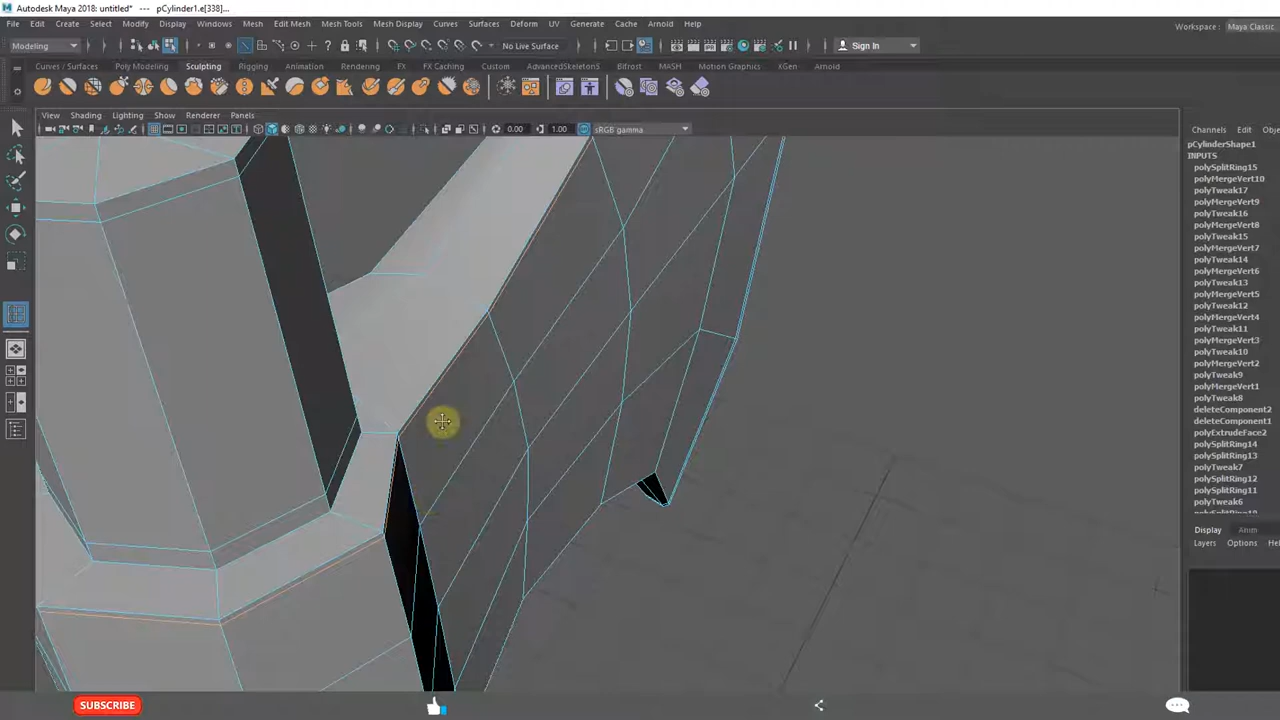 Autodesk Maya 2018: untitled* --- pCylinder1.e[338]...
File Edit Create Select Modify Display Windows Mesh Edit Mesh Mesh Tools Mesh Display Curves Surfaces Deform UV Generate Cache Arnold Help
Workspace : Maya Classic
Modeling No Live Surface Sign In
Curves / Surfaces Poly Modeling Sculpting Rigging Animation Rendering FX FX Caching Custom AdvancedSkeleton5 Bifrost MASH Motion Graphics XGen Arnold
View Shading Lighting Show Renderer Panels
0.00 1.00 sRGB gamma
Channels Edit Obje
pCylinderShape1
INPUTS
polySplitRing15
polyMergeVert10
polyTweak17
polyMergeVert9
polyTweak16
polyMergeVert8
polyTweak15
polyMergeVert7
polyTweak14
polyMergeVert6
polyTweak13
polyMergeVert5
polyTweak12
polyMergeVert4
polyTweak11
polyMergeVert3
polyTweak10
polyMergeVert2
polyTweak9
polyMergeVert1
polyTweak8
deleteComponent2
deleteComponent1
polyExtrudeFace2
polySplitRing14
polySplitRing13
polyTweak7
polySplitRing12
polySplitRing11
polyTweak6
Display Anim
Layers Options Hel
SUBSCRIBE